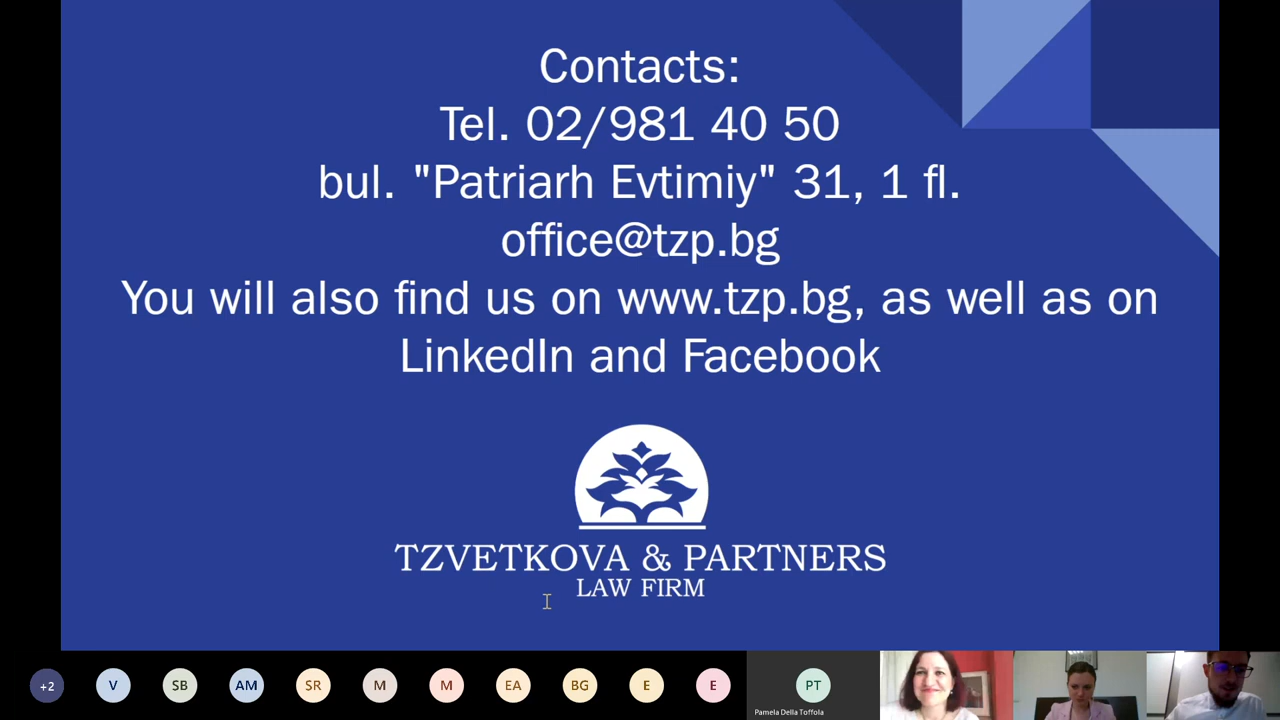 Contacts:
Tel. 02/981 40 50
bul. "Patriarh Evtimiy" 31, 1 fl.
office@tzp.bg
You will also find us on www.tzp.bg, as well as on
LinkedIn and Facebook
TZVETKOVA & PARTNERS
LAW FIRM
+2 V SB AM SR M M EA BG E E PT
Pamela Della Toffola